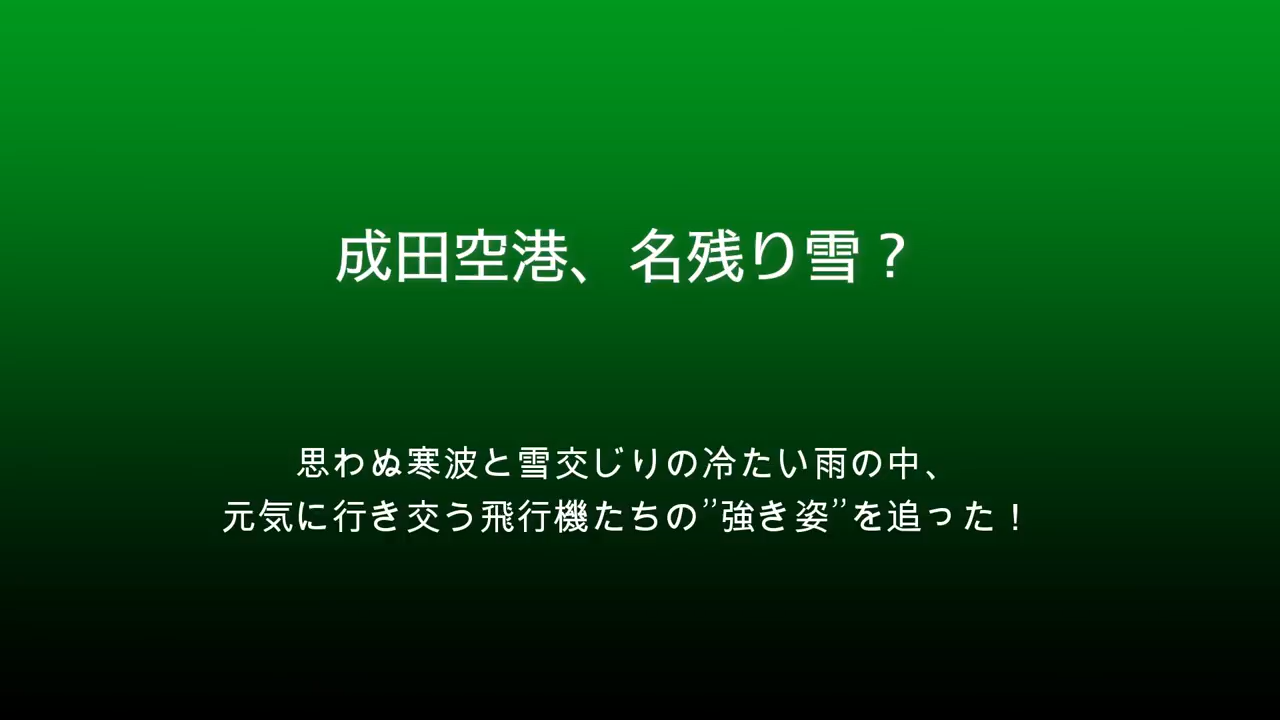 成田空港、名残り雪？
思わぬ寒波と雪交じりの冷たい雨の中、
元気に行き交う飛行機たちの”強き姿”を追った！